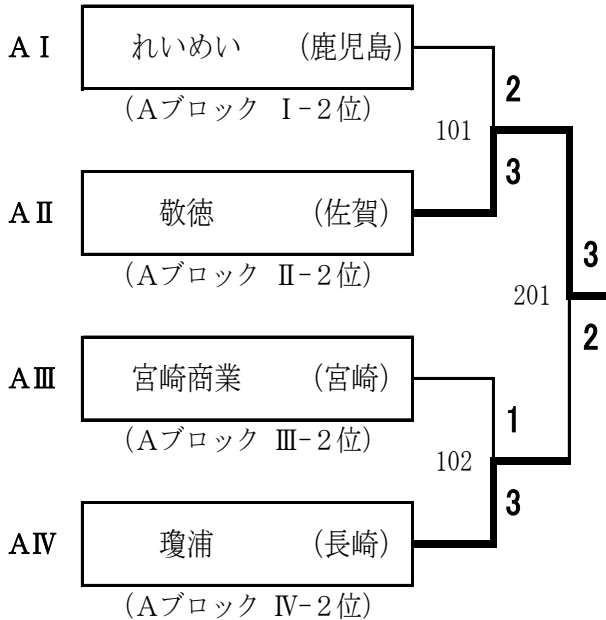 AⅠ れいめい (鹿児島)
(Aブロック Ⅰ-2位)
2
101
3
AⅡ 敬徳 (佐賀)
(Aブロック Ⅱ-2位)
3
201
2
AⅢ 宮崎商業 (宮崎)
(Aブロック Ⅲ-2位)
1
102
3
AⅣ 瓊浦 (長崎)
(Aブロック Ⅳ-2位)